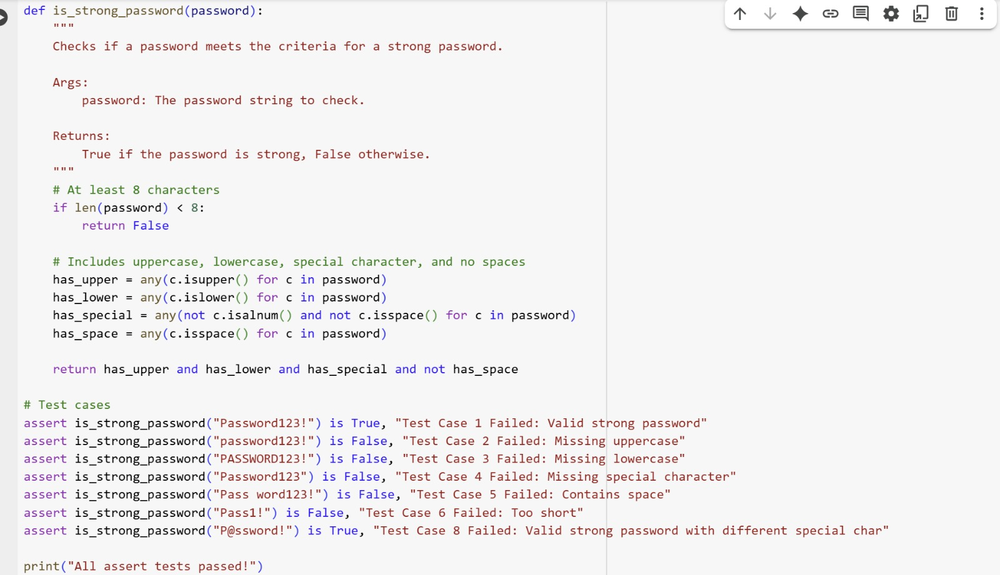 def is_strong_password(password):
    """
    Checks if a password meets the criteria for a strong password.

    Args:
        password: The password string to check.

    Returns:
        True if the password is strong, False otherwise.
    """
    # At least 8 characters
    if len(password) < 8:
        return False

    # Includes uppercase, lowercase, special character, and no spaces
    has_upper = any(c.isupper() for c in password)
    has_lower = any(c.islower() for c in password)
    has_special = any(not c.isalnum() and not c.isspace() for c in password)
    has_space = any(c.isspace() for c in password)

    return has_upper and has_lower and has_special and not has_space

# Test cases
assert is_strong_password("Password123!") is True, "Test Case 1 Failed: Valid strong password"
assert is_strong_password("password123!") is False, "Test Case 2 Failed: Missing uppercase"
assert is_strong_password("PASSWORD123!") is False, "Test Case 3 Failed: Missing lowercase"
assert is_strong_password("Password123") is False, "Test Case 4 Failed: Missing special character"
assert is_strong_password("Pass word123!") is False, "Test Case 5 Failed: Contains space"
assert is_strong_password("Pass1!") is False, "Test Case 6 Failed: Too short"
assert is_strong_password("P@ssword!") is True, "Test Case 8 Failed: Valid strong password with different special char"

print("All assert tests passed!")